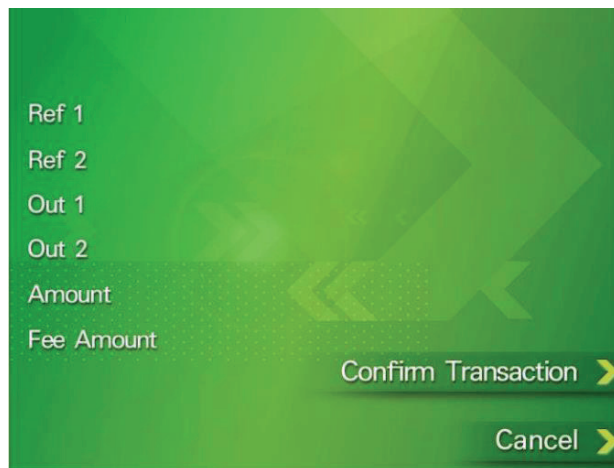 Ref 1
Ref 2
Out 1
Out 2
Amount
Fee Amount
Confirm Transaction
Cancel